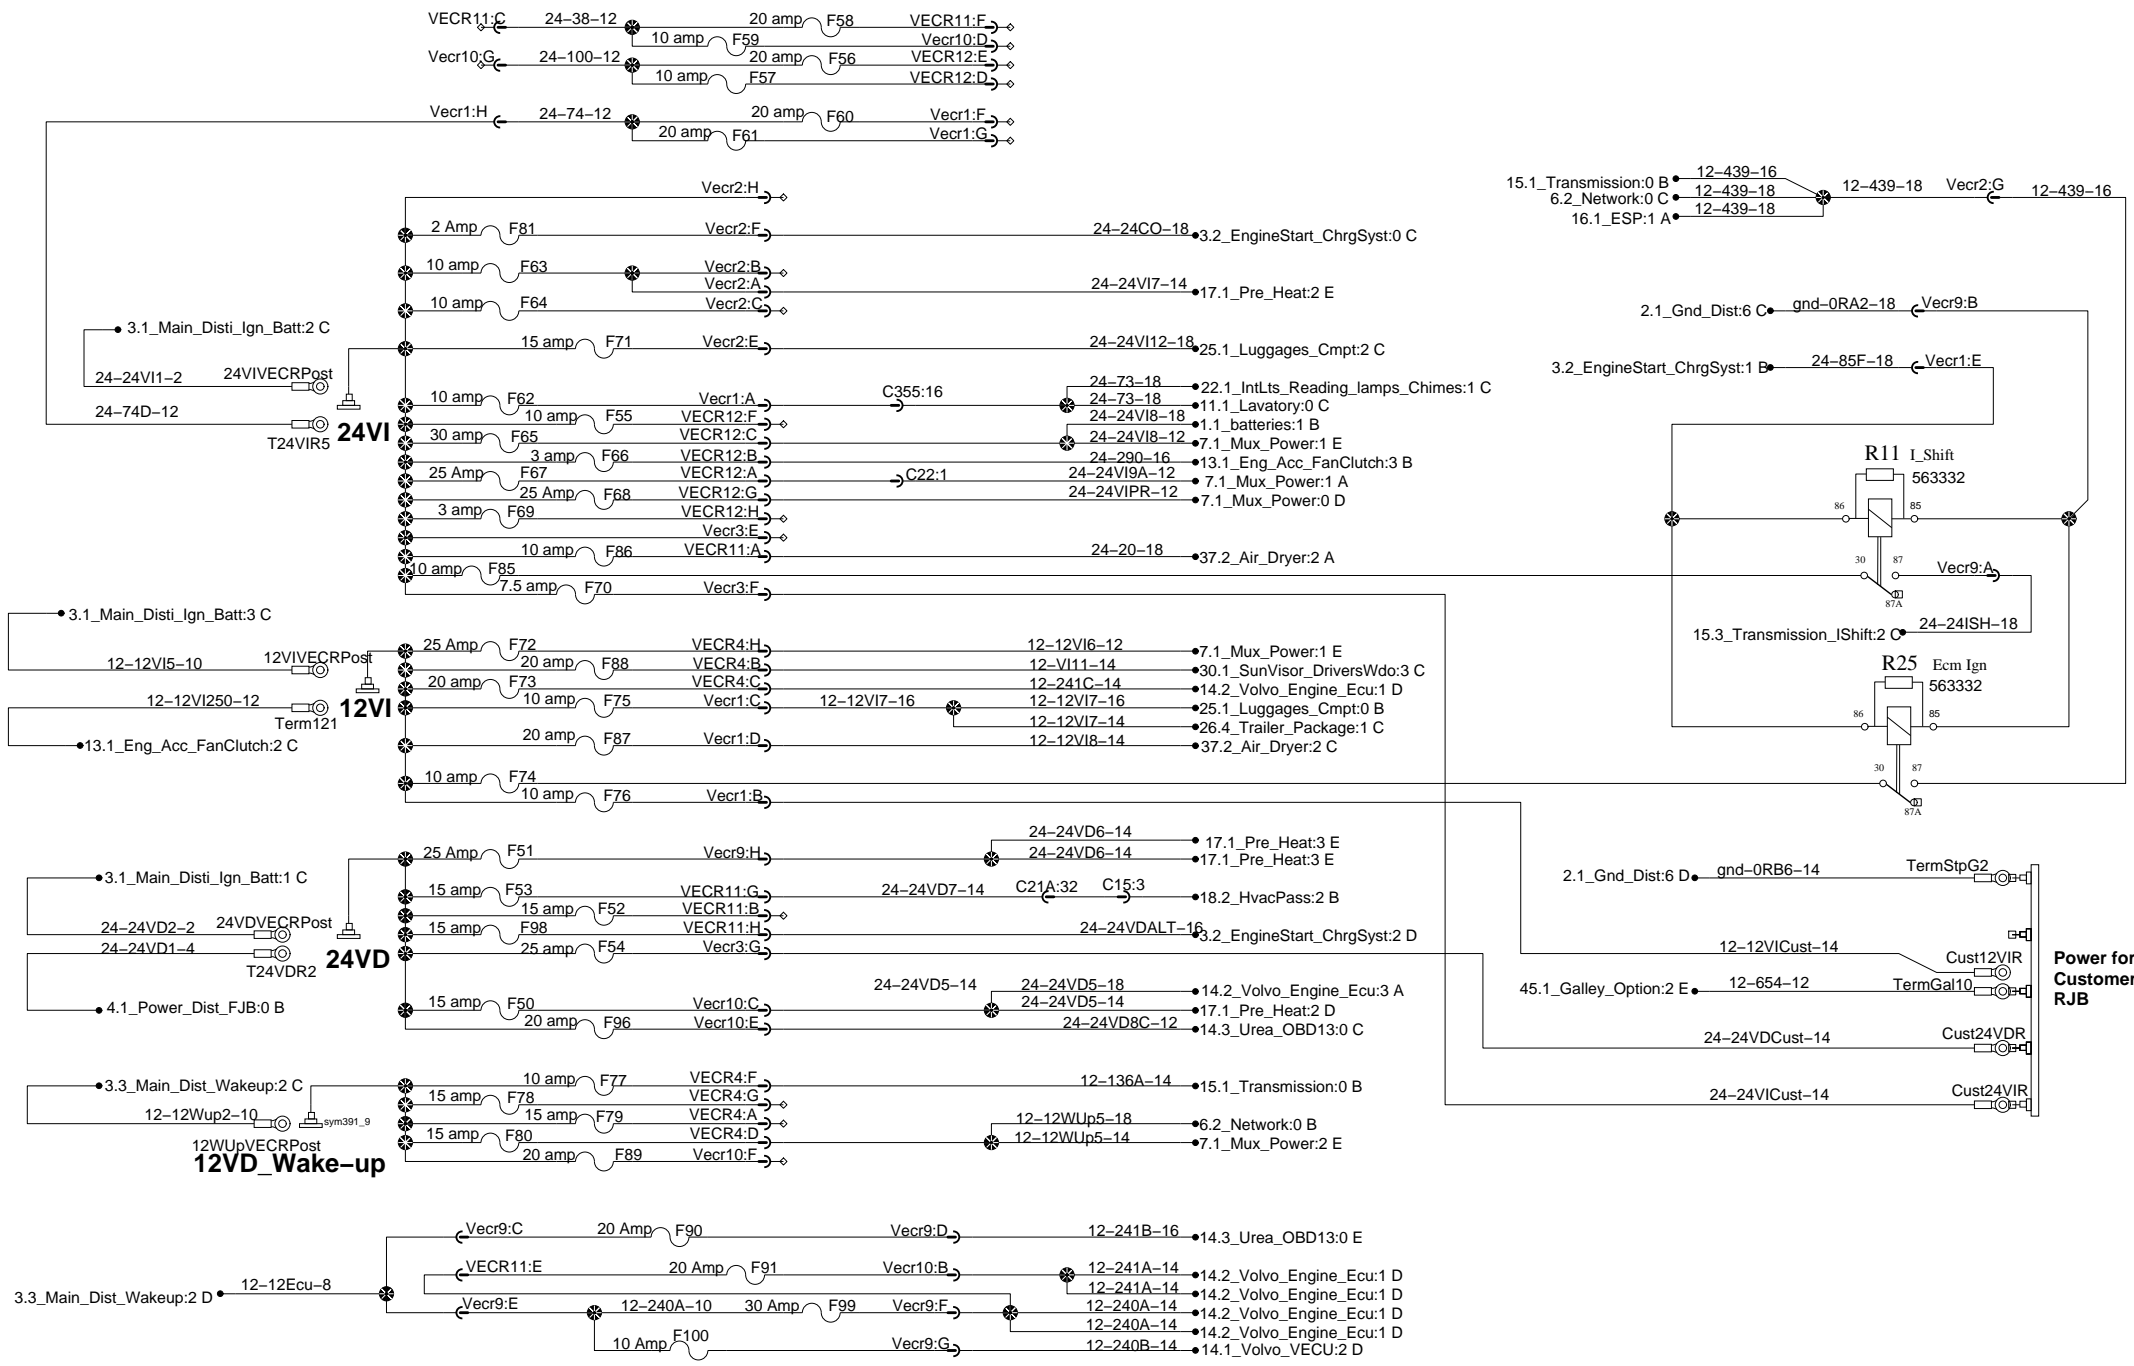 VECR11:C 24–38–12 20 amp F58 VECR11:F
10 amp F59 Vecr10:D
Vecr10:G 24–100–12 20 amp F56 VECR12:E
10 amp F57 VECR12:D
Vecr1:H 24–74–12 20 amp F60 Vecr1:F
20 amp F61 Vecr1:G
Vecr2:H
2 Amp F81 Vecr2:F 24–24CO–18 3.2_EngineStart_ChrgSyst:0 C
10 amp F63 Vecr2:B
Vecr2:A 24–24VI7–14 17.1_Pre_Heat:2 E
10 amp F64 Vecr2:C
3.1_Main_Disti_Ign_Batt:2 C
15 amp F71 Vecr2:E 24–24VI12–18 25.1_Luggages_Cmpt:2 C
24–24VI1–2 24VIVECRPost
24–74D–12
T24VIR5
24VI
10 amp F62 Vecr1:A C355:16 24–73–18 22.1_IntLts_Reading_lamps_Chimes:1 C
24–73–18 11.1_Lavatory:0 C
10 amp F55 VECR12:F 24–24VI8–18 1.1_batteries:1 B
30 amp F65 VECR12:C 24–24VI8–12 7.1_Mux_Power:1 E
3 amp F66 VECR12:B 24–290–16 13.1_Eng_Acc_FanClutch:3 B
25 Amp F67 VECR12:A C22:1 24–24VI9A–12 7.1_Mux_Power:1 A
25 Amp F68 VECR12:G 24–24VIPR–12 7.1_Mux_Power:0 D
3 amp F69 VECR12:H
Vecr3:E
10 amp F86 VECR11:A 24–20–18 37.2_Air_Dryer:2 A
10 amp F85
7.5 amp F70 Vecr3:F
12–439–16
15.1_Transmission:0 B
12–439–18 12–439–18 Vecr2:G 12–439–16
6.2_Network:0 C
12–439–18
16.1_ESP:1 A
2.1_Gnd_Dist:6 C gnd–0RA2–18 Vecr9:B
3.2_EngineStart_ChrgSyst:1 B 24–85F–18 Vecr1:E
R11 I_Shift
563332
86 85
30 87 Vecr9:A
87A
15.3_Transmission_IShift:2 C 24–24ISH–18
R25 Ecm Ign
563332
86 85
30 87
87A
3.1_Main_Disti_Ign_Batt:3 C
12–12VI5–10 12VIVECRPost
12–12VI250–12
Term121
12VI
13.1_Eng_Acc_FanClutch:2 C
25 Amp F72 VECR4:H 12–12VI6–12 7.1_Mux_Power:1 E
20 amp F88 VECR4:B 12–VI11–14 30.1_SunVisor_DriversWdo:3 C
20 amp F73 VECR4:C 12–241C–14 14.2_Volvo_Engine_Ecu:1 D
10 amp F75 Vecr1:C 12–12VI7–16 12–12VI7–16 25.1_Luggages_Cmpt:0 B
12–12VI7–14 26.4_Trailer_Package:1 C
20 amp F87 Vecr1:D 12–12VI8–14 37.2_Air_Dryer:2 C
10 amp F74
10 amp F76 Vecr1:B
3.1_Main_Disti_Ign_Batt:1 C
24–24VD2–2 24VDVECRPost
24–24VD1–4
T24VDR2
24VD
4.1_Power_Dist_FJB:0 B
24–24VD6–14 17.1_Pre_Heat:3 E
25 Amp F51 Vecr9:H 24–24VD6–14 17.1_Pre_Heat:3 E
15 amp F53 VECR11:G 24–24VD7–14 C21A:32 C15:3 18.2_HvacPass:2 B
15 amp F52 VECR11:B
15 amp F98 VECR11:H 24–24VDALT–16 3.2_EngineStart_ChrgSyst:2 D
25 amp F54 Vecr3:G
24–24VD5–14 24–24VD5–18 14.2_Volvo_Engine_Ecu:3 A
15 amp F50 Vecr10:C 24–24VD5–14 17.1_Pre_Heat:2 D
20 amp F96 Vecr10:E 24–24VD8C–12 14.3_Urea_OBD13:0 C
2.1_Gnd_Dist:6 D gnd–0RB6–14 TermStpG2
12–12VICust–14 Cust12VIR
45.1_Galley_Option:2 E 12–654–12 TermGal10
24–24VDCust–14 Cust24VDR
24–24VICust–14 Cust24VIR
Power for
Customer
RJB
3.3_Main_Dist_Wakeup:2 C
12–12Wup2–10
sym391_9
12WUpVECRPost
12VD_Wake–up
10 amp F77 VECR4:F 12–136A–14 15.1_Transmission:0 B
15 amp F78 VECR4:G
15 amp F79 VECR4:A 12–12WUp5–18 6.2_Network:0 B
15 amp F80 VECR4:D 12–12WUp5–14 7.1_Mux_Power:2 E
20 amp F89 Vecr10:F
Vecr9:C 20 Amp F90 Vecr9:D 12–241B–16 14.3_Urea_OBD13:0 E
VECR11:E 20 Amp F91 Vecr10:B 12–241A–14 14.2_Volvo_Engine_Ecu:1 D
3.3_Main_Dist_Wakeup:2 D 12–12Ecu–8 12–241A–14 14.2_Volvo_Engine_Ecu:1 D
Vecr9:E 12–240A–10 30 Amp F99 Vecr9:F 12–240A–14 14.2_Volvo_Engine_Ecu:1 D
12–240A–14 14.2_Volvo_Engine_Ecu:1 D
10 Amp F100 Vecr9:G 12–240B–14 14.1_Volvo_VECU:2 D